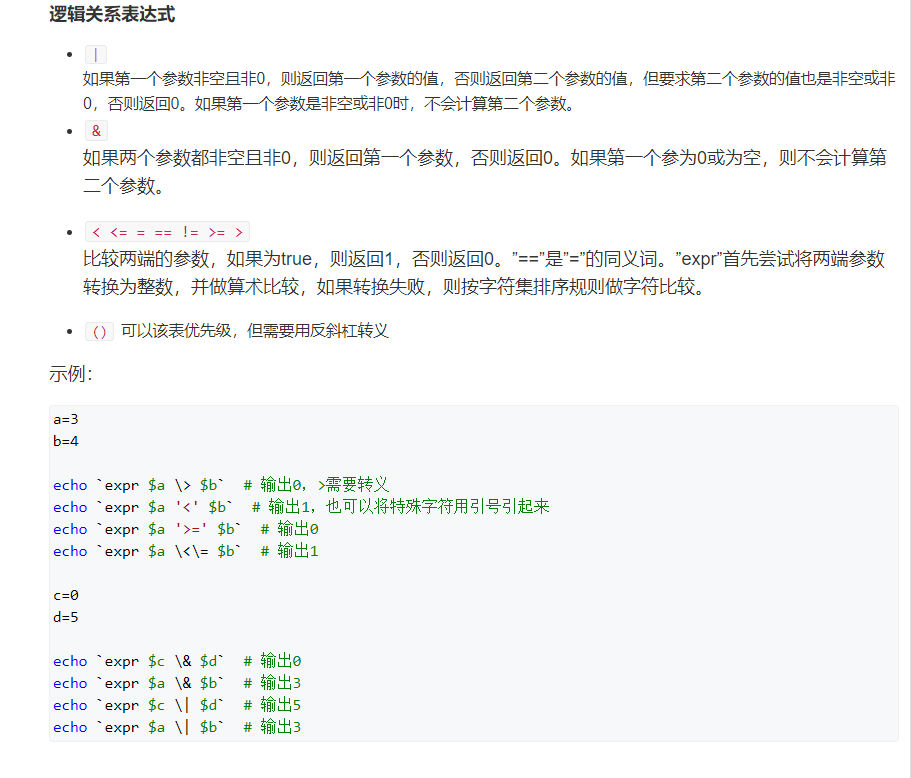 逻辑关系表达式
|
如果第一个参数非空且非0，则返回第一个参数的值，否则返回第二个参数的值，但要求第二个参数的值也是非空或非
0，否则返回0。如果第一个参数是非空或非0时，不会计算第二个参数。
&
如果两个参数都非空且非0，则返回第一个参数，否则返回0。如果第一个参为0或为空，则不会计算第
二个参数。
< <= = == != >= >
比较两端的参数，如果为true，则返回1，否则返回0。”==”是”=”的同义词。”expr”首先尝试将两端参数
转换为整数，并做算术比较，如果转换失败，则按字符集排序规则做字符比较。
() 可以该表优先级，但需要用反斜杠转义
示例：
a=3
b=4
echo `expr $a \> $b`  # 输出0，>需要转义
echo `expr $a '<' $b`  # 输出1，也可以将特殊字符用引号引起来
echo `expr $a '>=' $b`  # 输出0
echo `expr $a \<\= $b`  # 输出1
c=0
d=5
echo `expr $c \& $d`  # 输出0
echo `expr $a \& $b`  # 输出3
echo `expr $c \| $d`  # 输出5
echo `expr $a \| $b`  # 输出3